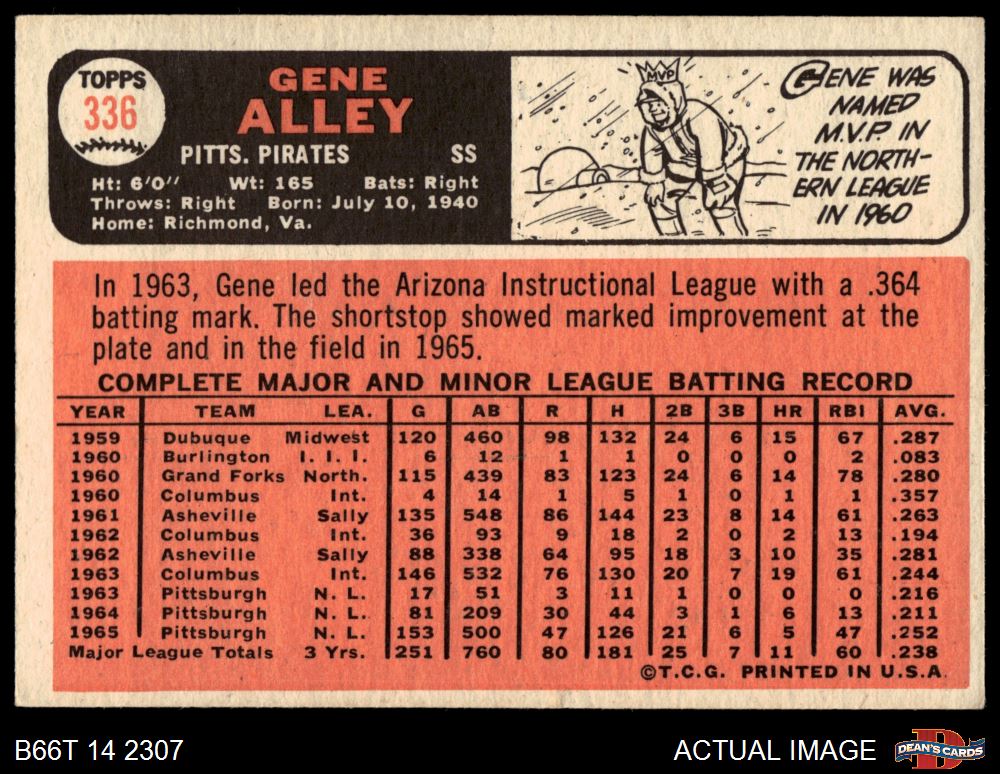 TOPPS
336
GENE
ALLEY
PITTS. PIRATES SS
Ht: 6'0" Wt: 165 Bats: Right
Throws: Right Born: July 10, 1940
Home: Richmond, Va.
MVP
GENE WAS
NAMED
M.V.P. IN
THE NORTH-
ERN LEAGUE
IN 1960
In 1963, Gene led the Arizona Instructional League with a .364
batting mark. The shortstop showed marked improvement at the
plate and in the field in 1965.
COMPLETE MAJOR AND MINOR LEAGUE BATTING RECORD
YEAR TEAM LEA. G AB R H 2B 3B HR RBI AVG.
1959 Dubuque Midwest 120 460 98 132 24 6 15 67 .287
1960 Burlington I. I. I. 6 12 1 1 0 0 0 2 .083
1960 Grand Forks North. 115 439 83 123 24 6 14 78 .280
1960 Columbus Int. 4 14 1 5 1 0 1 1 .357
1961 Asheville Sally 135 548 86 144 23 8 14 61 .263
1962 Columbus Int. 36 93 9 18 2 0 2 13 .194
1962 Asheville Sally 88 338 64 95 18 3 10 35 .281
1963 Columbus Int. 146 532 76 130 20 7 19 61 .244
1963 Pittsburgh N. L. 17 51 3 11 1 0 0 0 .216
1964 Pittsburgh N. L. 81 209 30 44 3 1 6 13 .211
1965 Pittsburgh N. L. 153 500 47 126 21 6 5 47 .252
Major League Totals 3 Yrs. 251 760 80 181 25 7 11 60 .238
©T.C.G. PRINTED IN U.S.A.
B66T 14 2307
ACTUAL IMAGE
D
DEAN'S CARDS